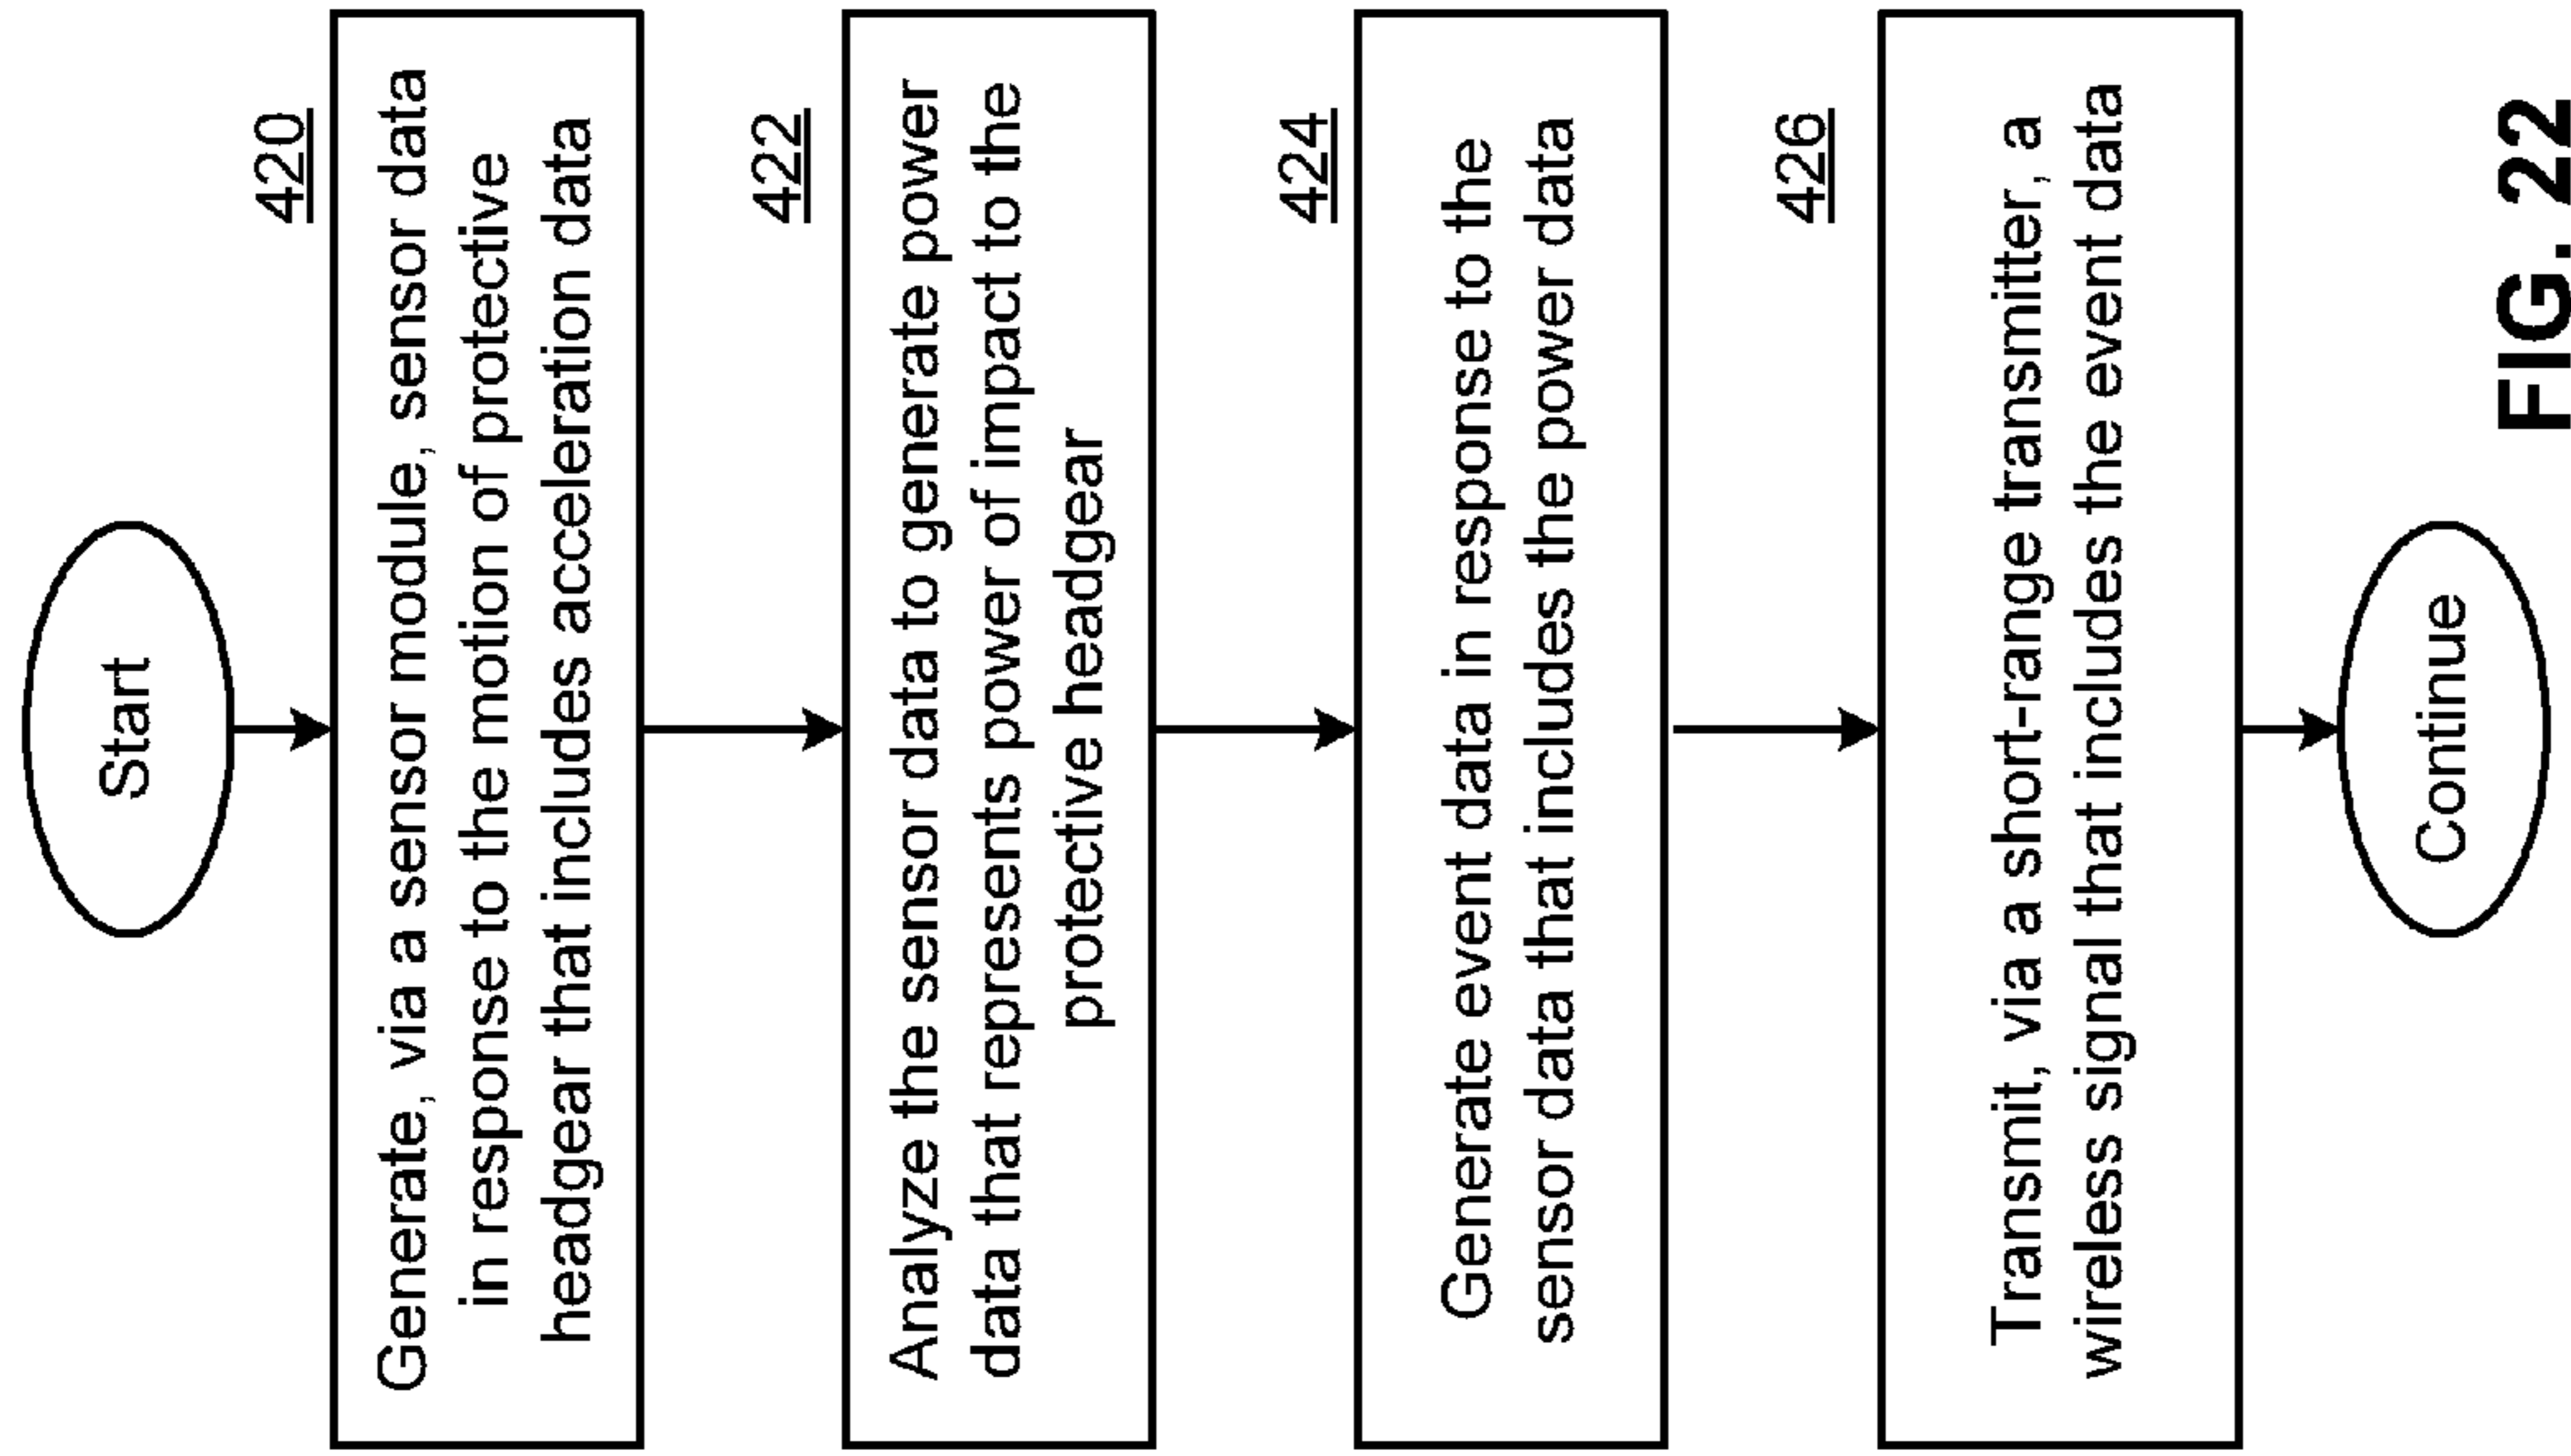 Start
420
Generate, via a sensor module, sensor data
in response to the motion of protective
headgear that includes acceleration data
422
Analyze the sensor data to generate power
data that represents power of impact to the
protective headgear
424
Generate event data in response to the
sensor data that includes the power data
426
Transmit, via a short-range transmitter, a
wireless signal that includes the event data
Continue
FIG. 22